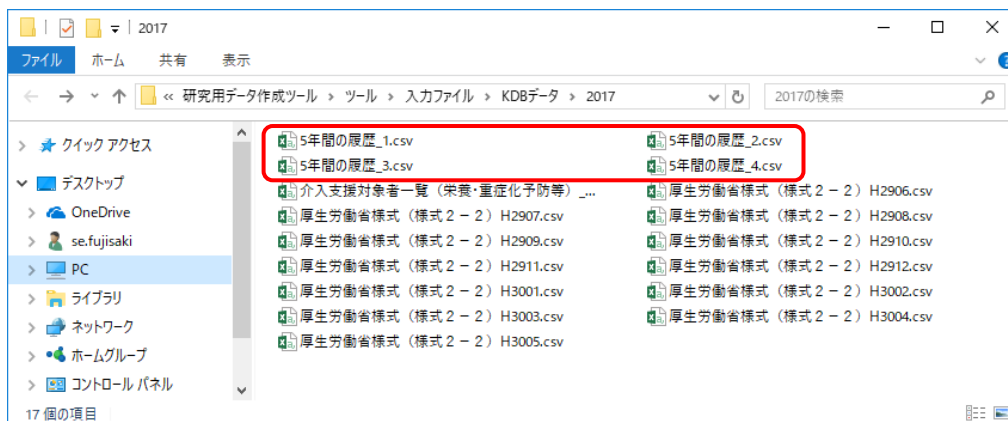 2017
ファイル ホーム 共有 表示
« 研究用データ作成ツール › ツール › 入力ファイル › KDBデータ › 2017 2017の検索
クイック アクセス
デスクトップ
OneDrive
se.fujisaki
PC
ライブラリ
ネットワーク
ホームグループ
コントロール パネル
5年間の履歴_1.csv 5年間の履歴_2.csv
5年間の履歴_3.csv 5年間の履歴_4.csv
介入支援対象者一覧（栄養・重症化予防等）_... 厚生労働省様式（様式２－２）H2906.csv
厚生労働省様式（様式２－２）H2907.csv 厚生労働省様式（様式２－２）H2908.csv
厚生労働省様式（様式２－２）H2909.csv 厚生労働省様式（様式２－２）H2910.csv
厚生労働省様式（様式２－２）H2911.csv 厚生労働省様式（様式２－２）H2912.csv
厚生労働省様式（様式２－２）H3001.csv 厚生労働省様式（様式２－２）H3002.csv
厚生労働省様式（様式２－２）H3003.csv 厚生労働省様式（様式２－２）H3004.csv
厚生労働省様式（様式２－２）H3005.csv
17 個の項目